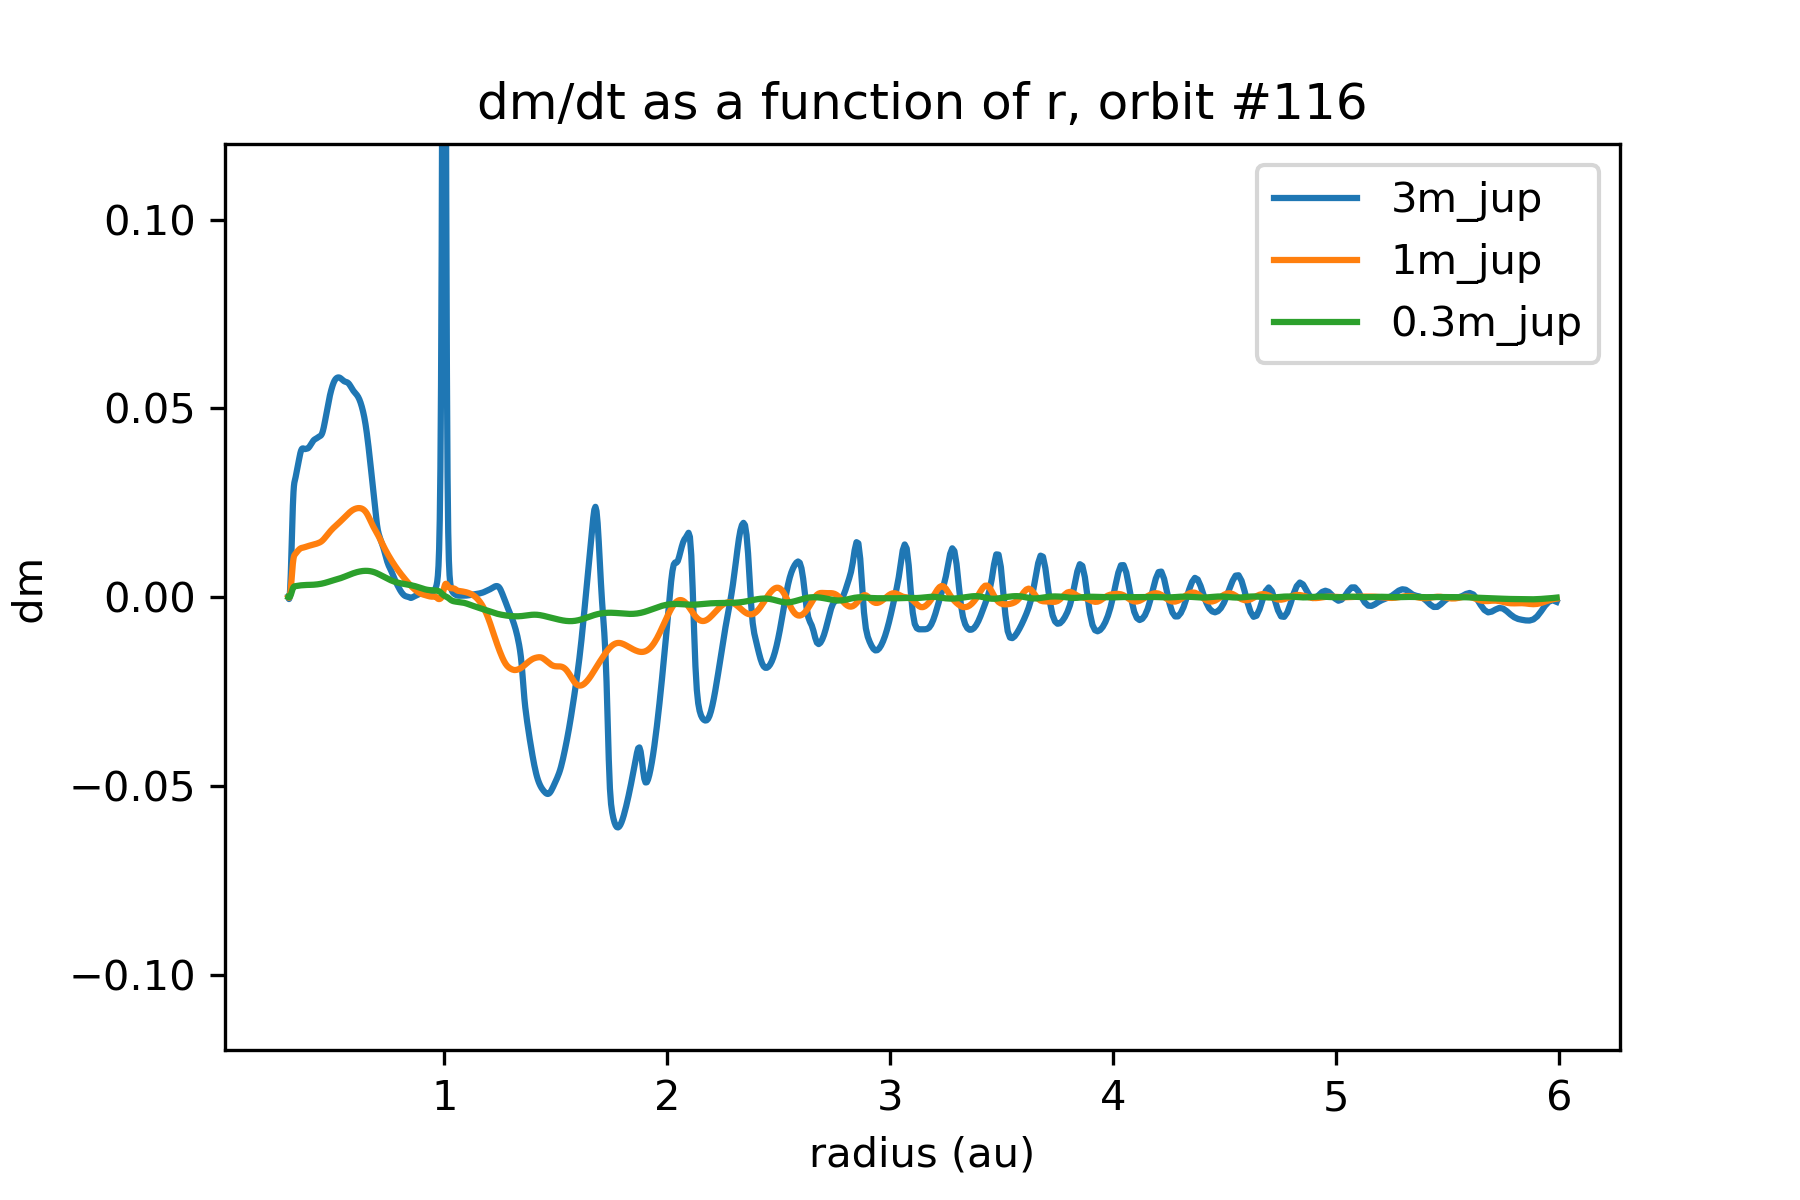 dm/dt as a function of r, orbit #116
3m_jup
1m_jup
0.3m_jup
0.10
0.05
0.00
−0.05
−0.10
dm
1 2 3 4 5 6
radius (au)